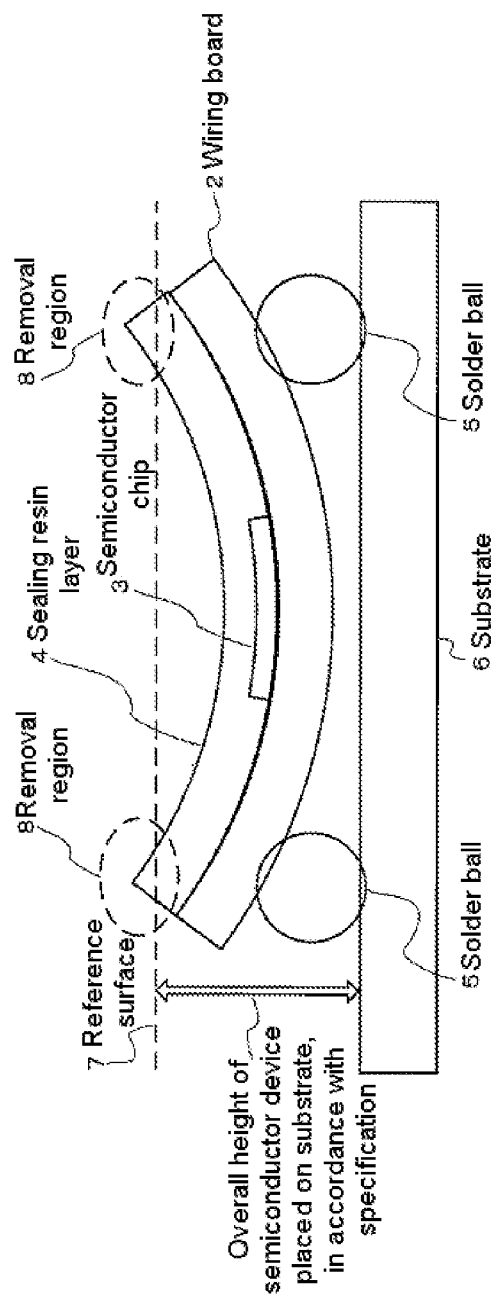 8 Removal
region
2 Wiring board
3 Semiconductor
chip
4 Sealing resin
layer
8 Removal
region
7 Reference
surface
5 Solder ball
6 Substrate
5 Solder ball
Overall height of
semiconductor device
placed on substrate,
in accordance with
specification